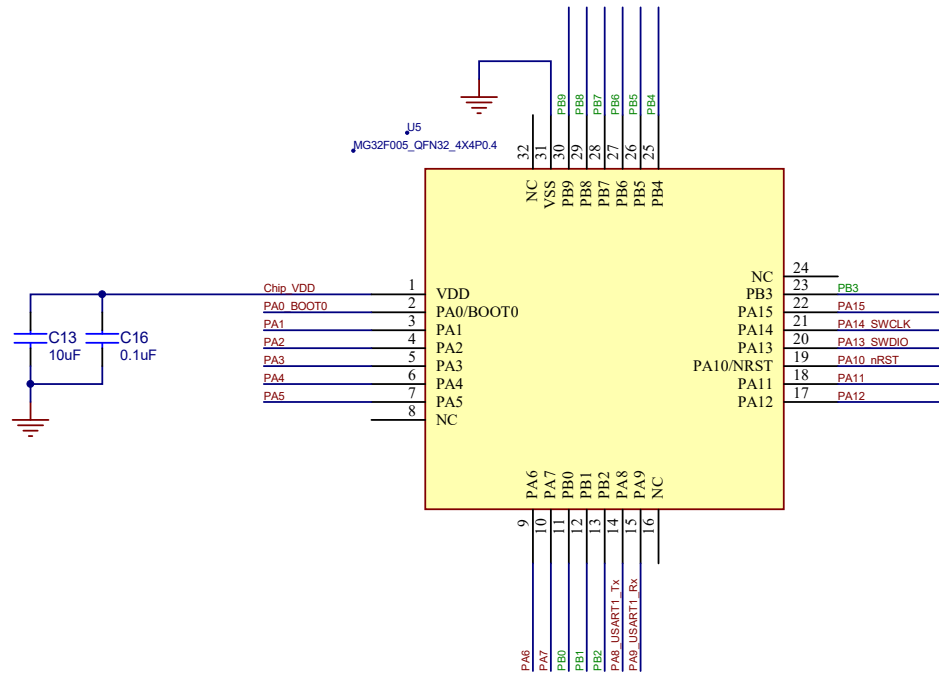 PB9
PB8
PB7
PB6
PB5
PB4
U5
MG32F005_QFN32_4X4P0.4
32
31
30
29
28
27
26
25
NC
VSS
PB9
PB8
PB7
PB6
PB5
PB4
Chip_VDD 1 VDD
PA0_BOOT0 2 PA0/BOOT0
PA1 3 PA1
PA2 4 PA2
PA3 5 PA3
PA4 6 PA4
PA5 7 PA5
8 NC
C13
10uF
C16
0.1uF
NC 24
PB3 23 PB3
PA15 22 PA15
PA14 21 PA14_SWCLK
PA13 20 PA13_SWDIO
PA10/NRST 19 PA10_nRST
PA11 18 PA11
PA12 17 PA12
PA6
PA7
PB0
PB1
PB2
PA8
PA9
NC
9
10
11
12
13
14
15
16
PA6
PA7
PB0
PB1
PB2
PA8_USART1_Tx
PA9_USART1_Rx